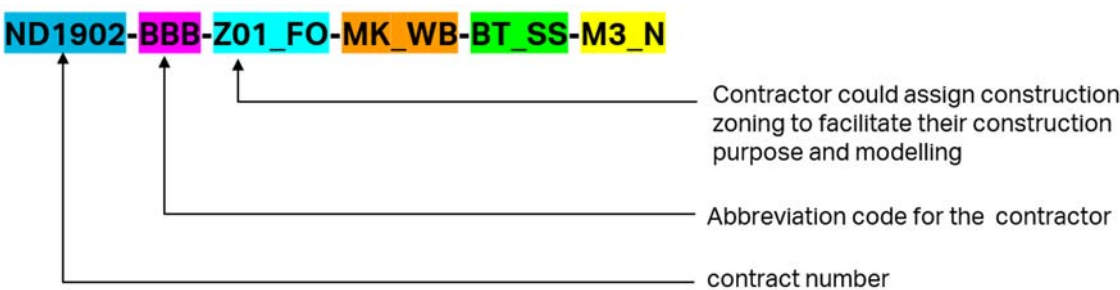 ND1902-BBB-Z01_FO-MK_WB-BT_SS-M3_N
Contractor could assign construction
zoning to facilitate their construction
purpose and modelling
Abbreviation code for the contractor
contract number